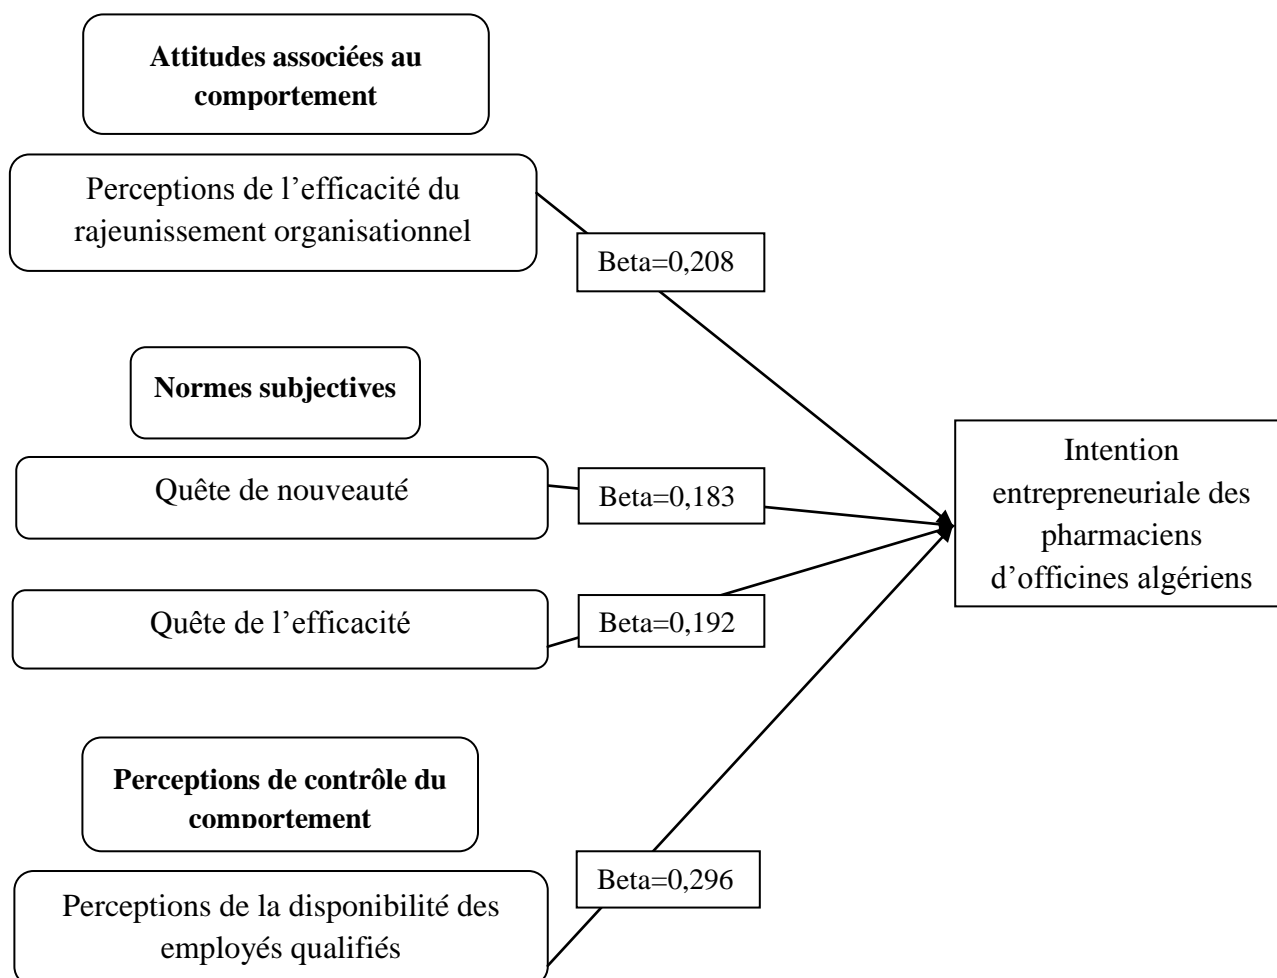 Attitudes associées au
comportement
Perceptions de l’efficacité du
rajeunissement organisationnel
Beta=0,208
Normes subjectives
Quête de nouveauté
Beta=0,183
Quête de l’efficacité
Beta=0,192
Intention
entrepreneuriale des
pharmaciens
d’officines algériens
Perceptions de contrôle du
comportement
Beta=0,296
Perceptions de la disponibilité des
employés qualifiés